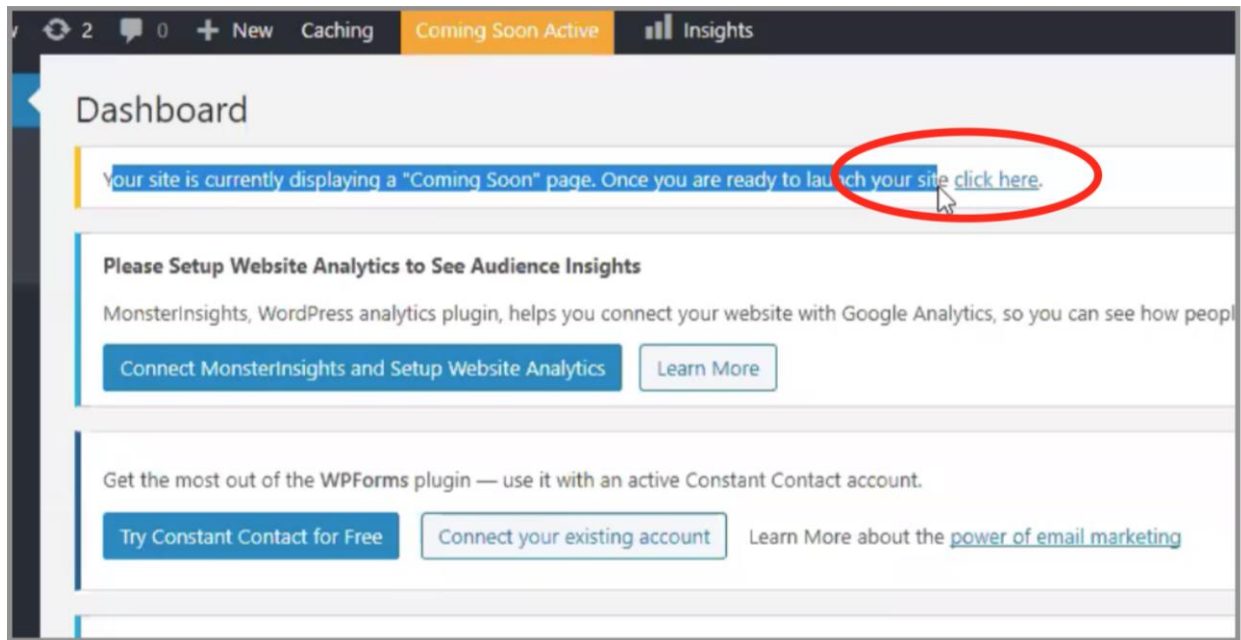 2 0 + New Caching Coming Soon Active Insights
Dashboard
Your site is currently displaying a "Coming Soon" page. Once you are ready to launch your site click here.
Please Setup Website Analytics to See Audience Insights
MonsterInsights, WordPress analytics plugin, helps you connect your website with Google Analytics, so you can see how peopl
Connect MonsterInsights and Setup Website Analytics Learn More
Get the most out of the WPForms plugin — use it with an active Constant Contact account.
Try Constant Contact for Free Connect your existing account Learn More about the power of email marketing